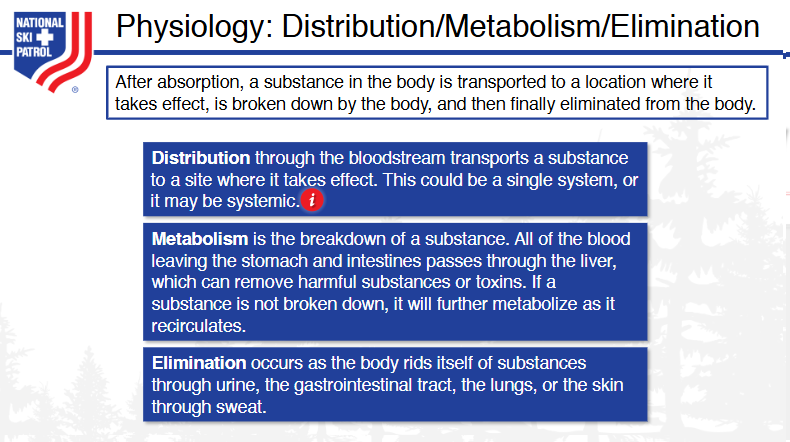 NATIONAL
SKI
PATROL
®
Physiology: Distribution/Metabolism/Elimination
After absorption, a substance in the body is transported to a location where it
takes effect, is broken down by the body, and then finally eliminated from the body.
Distribution through the bloodstream transports a substance
to a site where it takes effect. This could be a single system, or
it may be systemic. i
Metabolism is the breakdown of a substance. All of the blood
leaving the stomach and intestines passes through the liver,
which can remove harmful substances or toxins. If a
substance is not broken down, it will further metabolize as it
recirculates.
Elimination occurs as the body rids itself of substances
through urine, the gastrointestinal tract, the lungs, or the skin
through sweat.